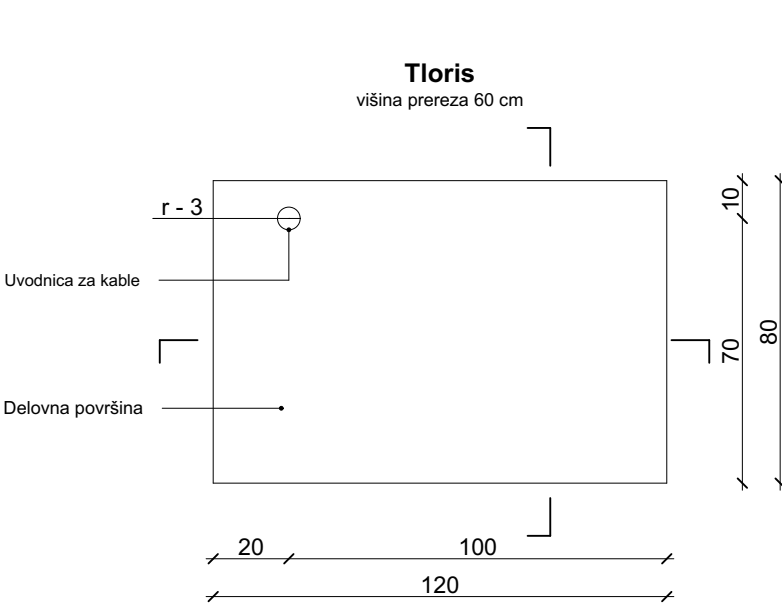 Tloris
višina prereza 60 cm
r - 3
10
Uvodnica za kable
70
80
Delovna površina
20
100
120